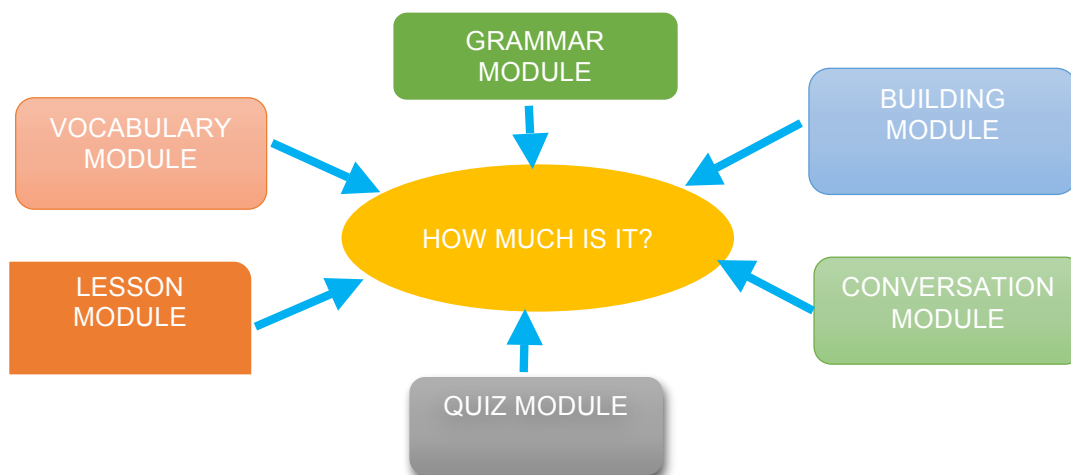 GRAMMAR
MODULE
VOCABULARY
MODULE
BUILDING
MODULE
HOW MUCH IS IT?
LESSON
MODULE
CONVERSATION
MODULE
QUIZ MODULE